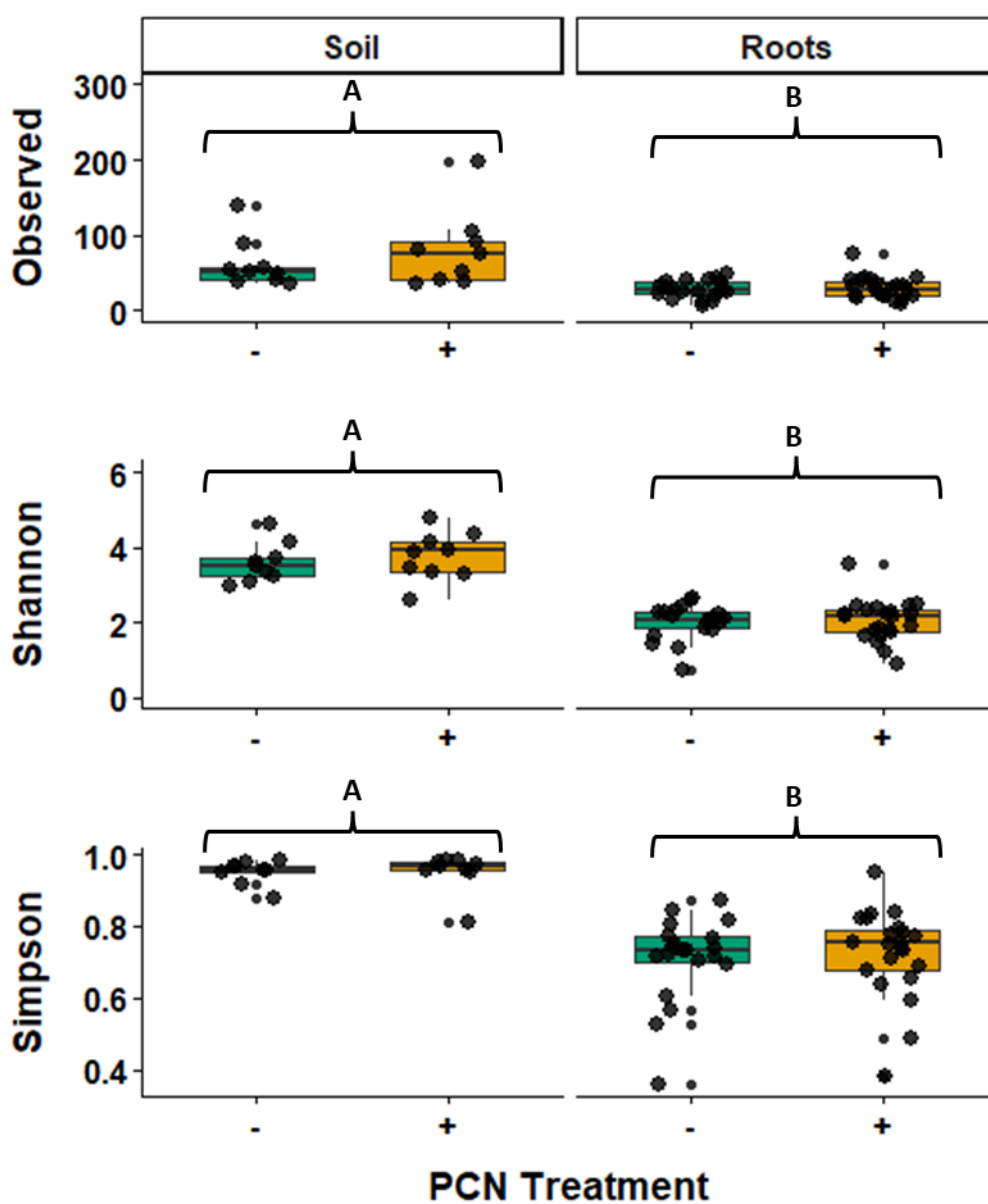 Soil Roots
Observed
300
200
100
0
A B
- + - +
Shannon
6
4
2
0
A B
- + - +
Simpson
1.0
0.8
0.6
0.4
A B
- + - +
PCN Treatment